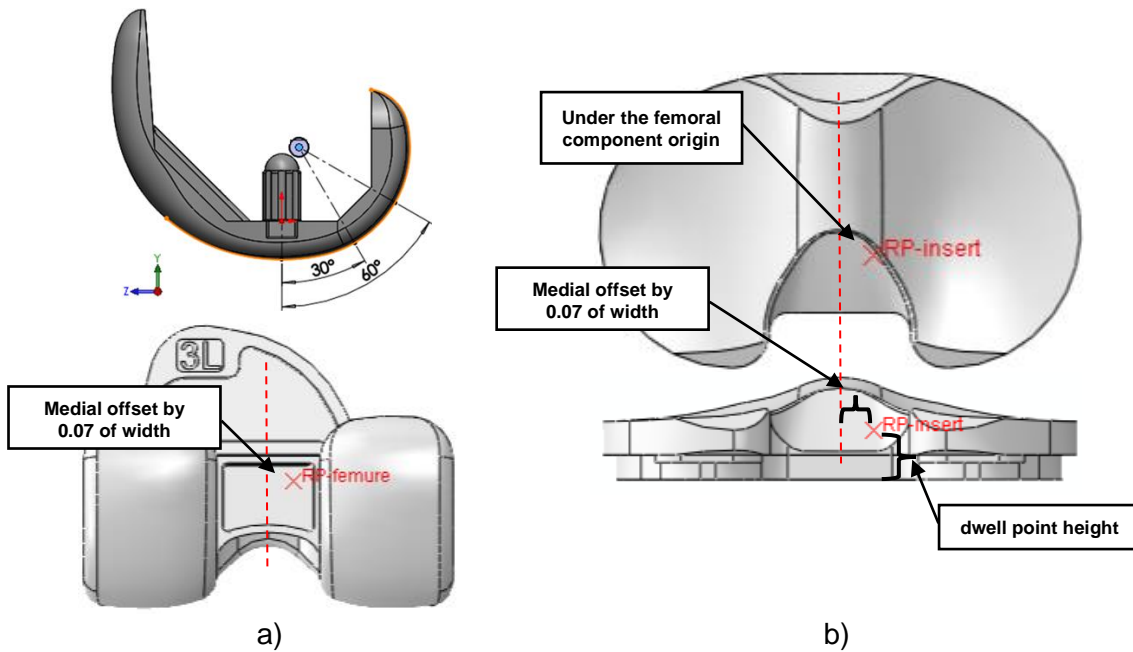 30°
60°
Y
Z
3L
Medial offset by
0.07 of width
RP-femure
a)
Under the femoral
component origin
RP-insert
Medial offset by
0.07 of width
RP-insert
dwell point height
b)